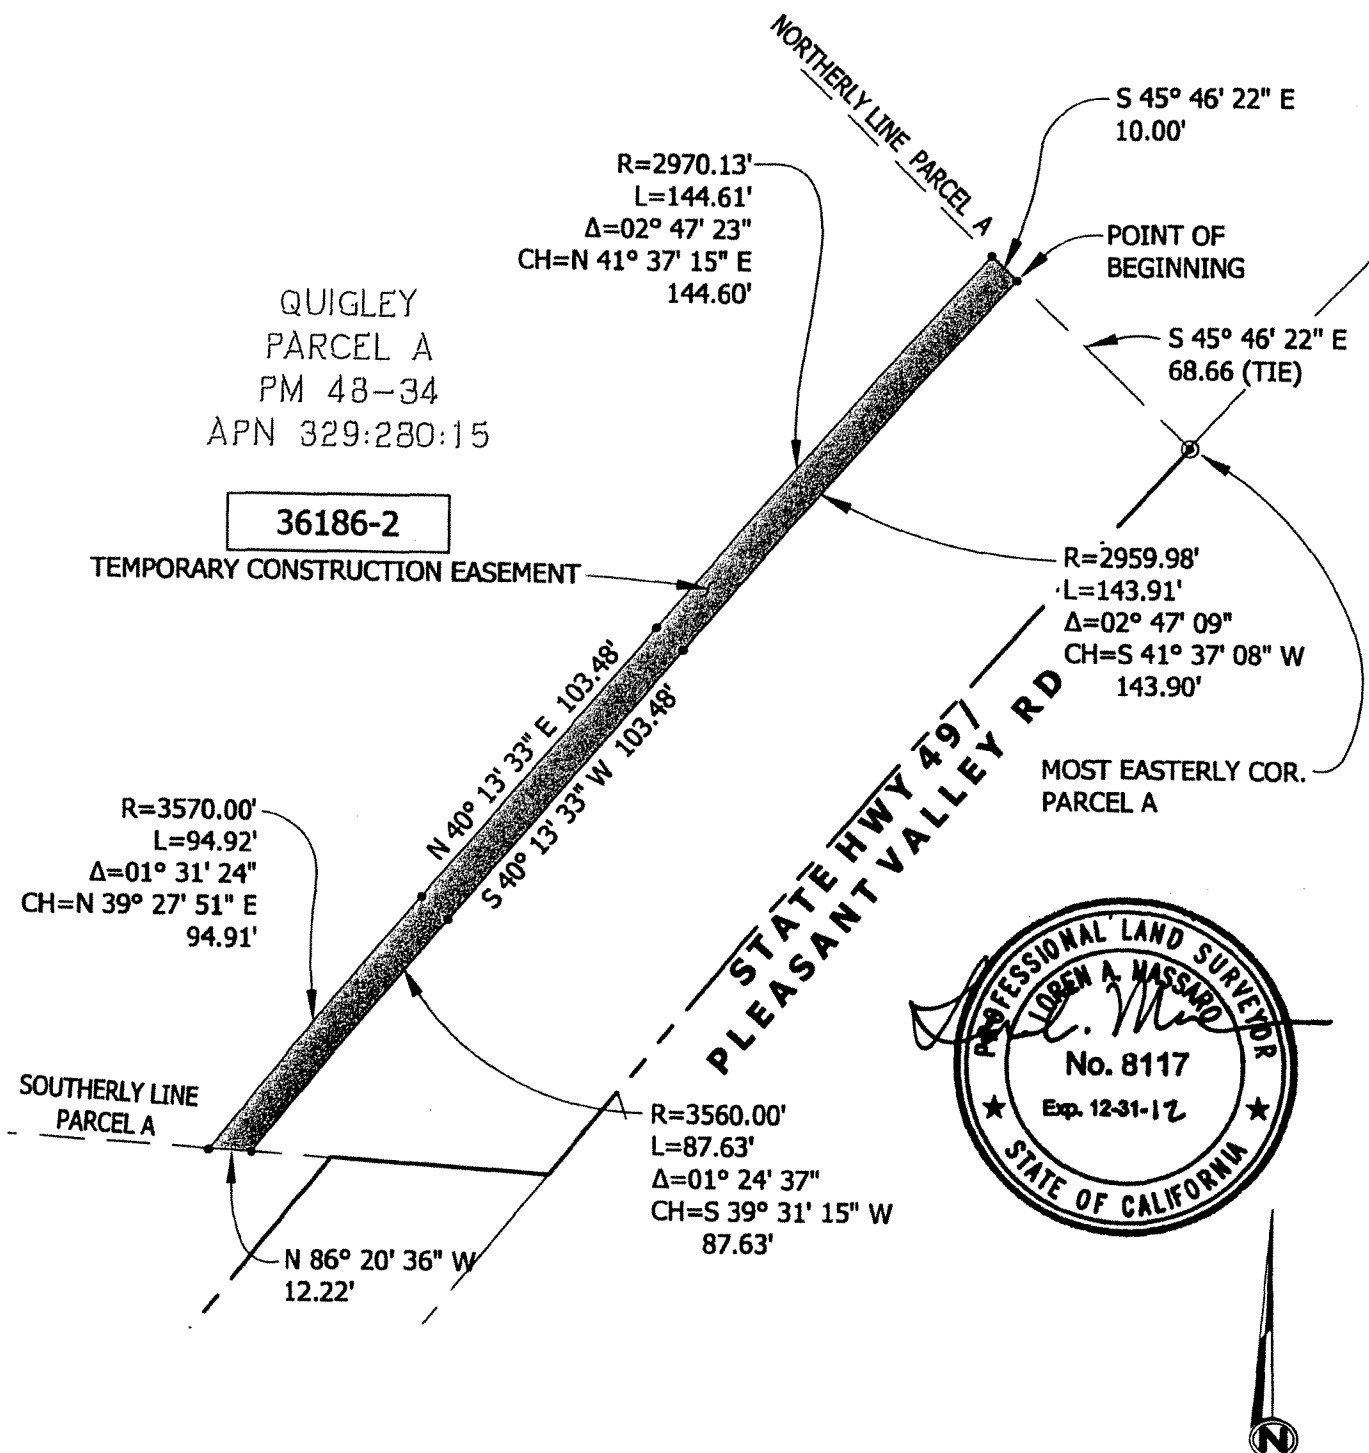 NORTHERLY LINE PARCEL A
S 45° 46' 22" E
10.00'
R=2970.13'
L=144.61'
Δ=02° 47' 23"
CH=N 41° 37' 15" E
144.60'
POINT OF
BEGINNING
QUIGLEY
PARCEL A
PM 48-34
APN 329:280:15
S 45° 46' 22" E
68.66 (TIE)
36186-2
TEMPORARY CONSTRUCTION EASEMENT
R=2959.98'
L=143.91'
Δ=02° 47' 09"
CH=S 41° 37' 08" W
143.90'
N 40° 13' 33" E 103.48'
S 40° 13' 33" W 103.48'
STATE HWY 497
PLEASANT VALLEY RD
MOST EASTERLY COR.
PARCEL A
R=3570.00'
L=94.92'
Δ=01° 31' 24"
CH=N 39° 27' 51" E
94.91'
PROFESSIONAL LAND SURVEYOR
LOREN A. MASSARO
No. 8117
Exp. 12-31-12
STATE OF CALIFORNIA
SOUTHERLY LINE
PARCEL A
R=3560.00'
L=87.63'
Δ=01° 24' 37"
CH=S 39° 31' 15" W
87.63'
N 86° 20' 36" W
12.22'
N